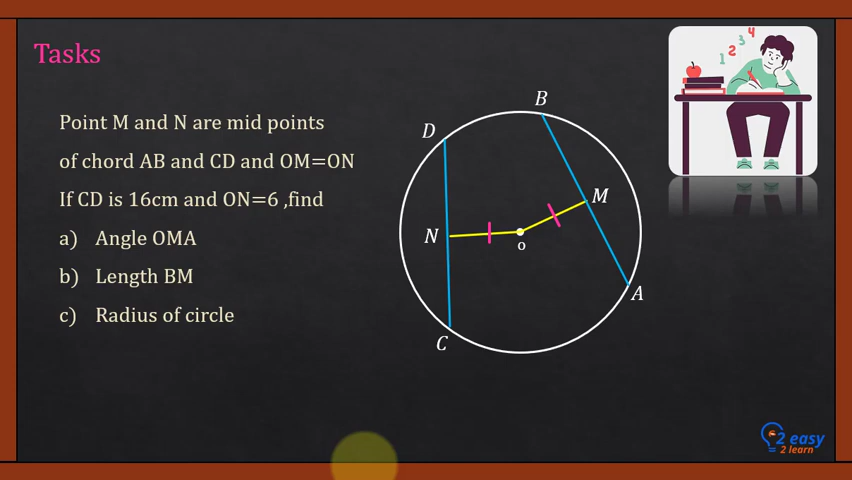 Tasks
1 2 3 4
Point M and N are mid points
of chord AB and CD and OM=ON
If CD is 16cm and ON=6 ,find
a) Angle OMA
b) Length BM
c) Radius of circle
B
D
M
N
o
A
C
2 easy
2 learn